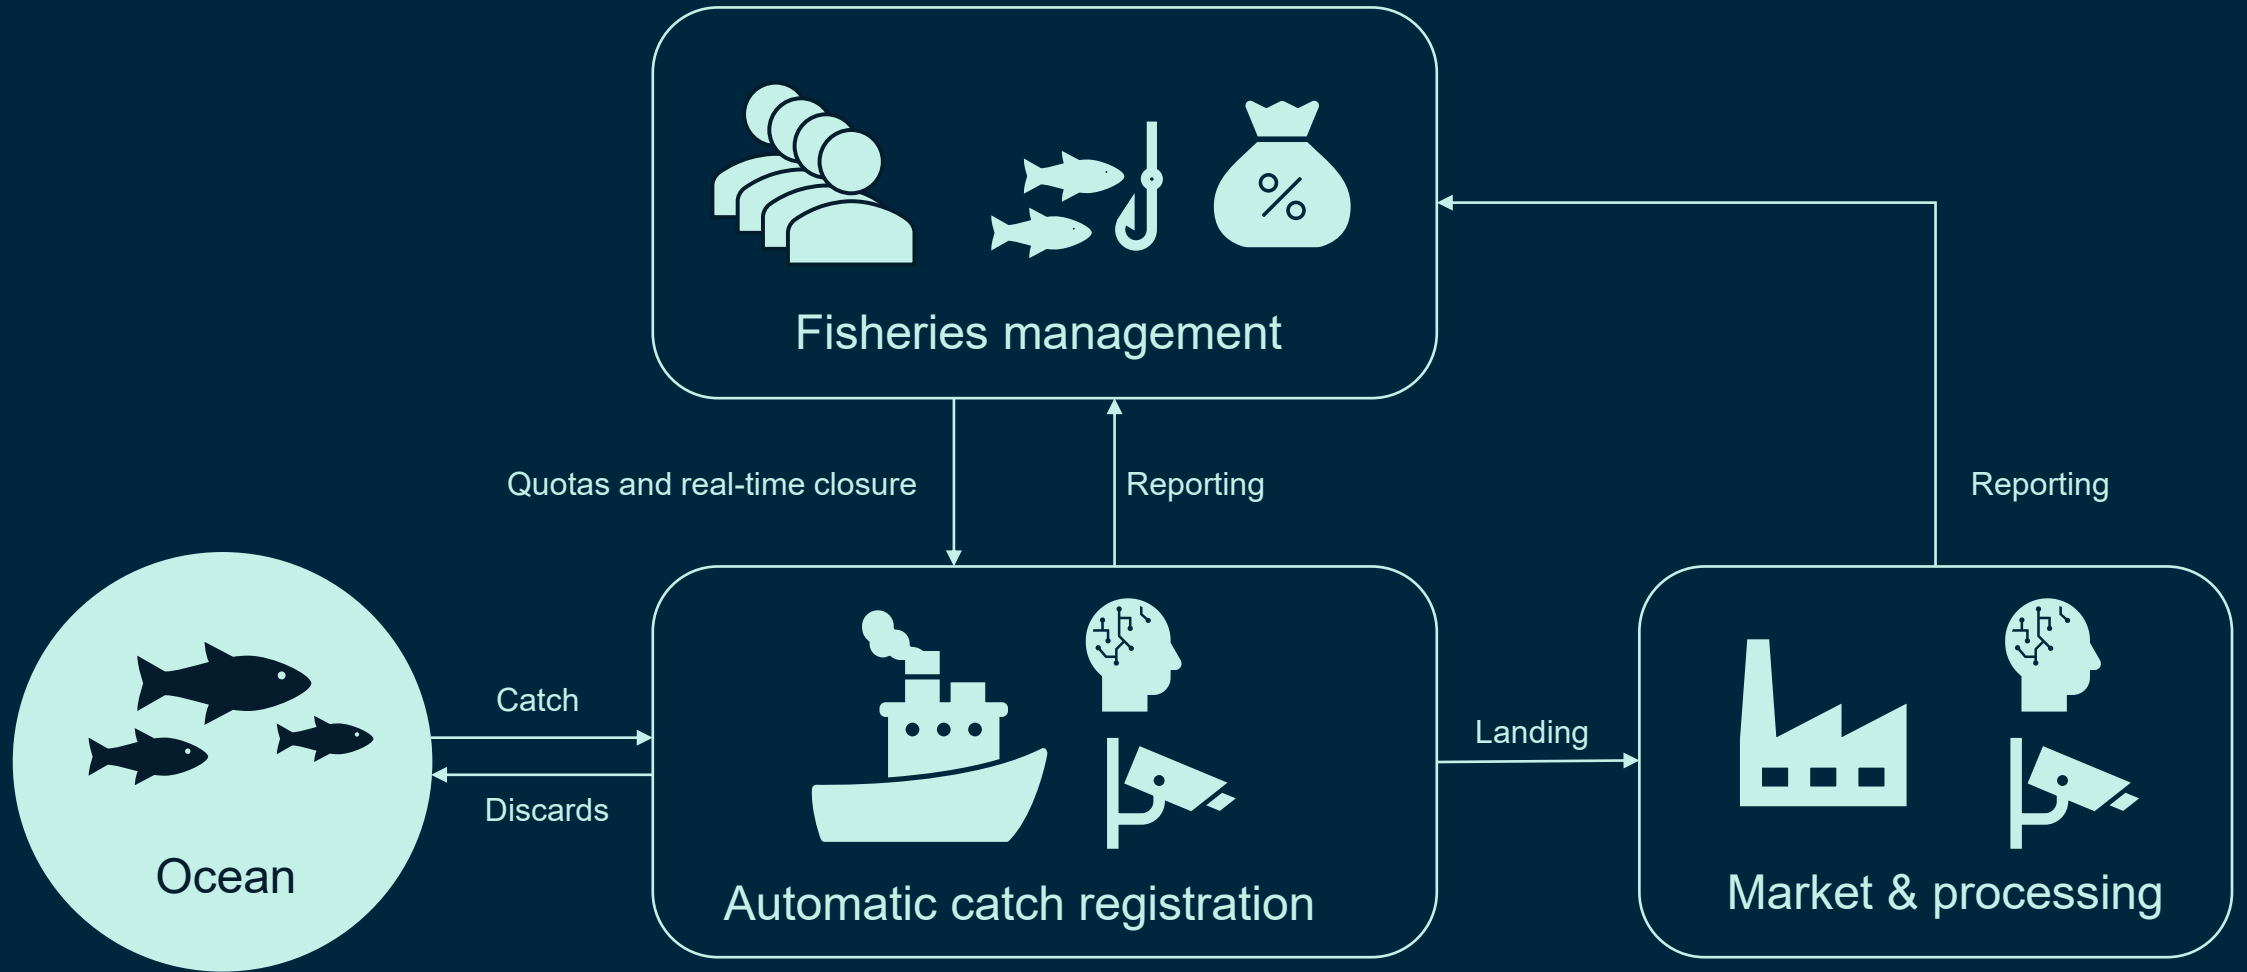 %
Fisheries management
Quotas and real-time closure
Reporting
Reporting
Catch
Landing
Discards
Ocean
Automatic catch registration
Market & processing